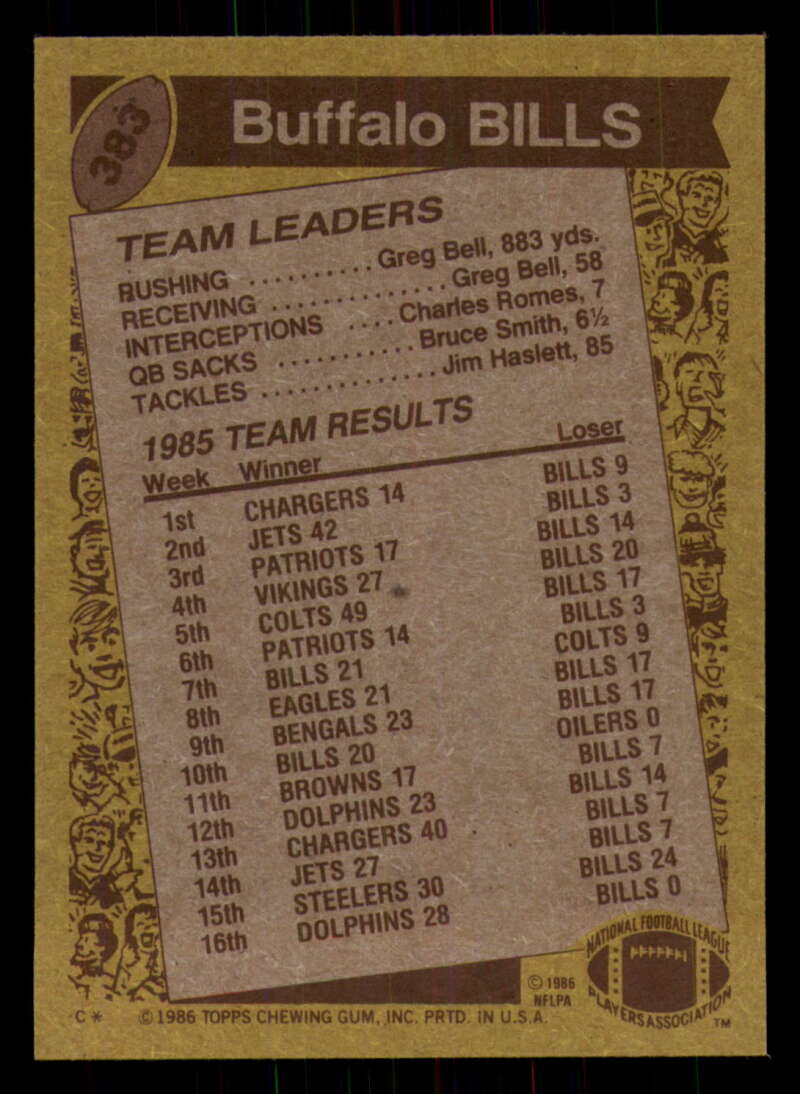 383
Buffalo BILLS
TEAM LEADERS
RUSHING .......... Greg Bell, 883 yds.
RECEIVING .............. Greg Bell, 58
INTERCEPTIONS .... Charles Romes, 7
QB SACKS ........... Bruce Smith, 6½
TACKLES .............. Jim Haslett, 85
1985 TEAM RESULTS
Week Winner Loser
1st CHARGERS 14 BILLS 9
2nd JETS 42 BILLS 3
3rd PATRIOTS 17 BILLS 14
4th VIKINGS 27 BILLS 20
5th COLTS 49 BILLS 17
6th PATRIOTS 14 BILLS 3
7th BILLS 21 COLTS 9
8th EAGLES 21 BILLS 17
9th BENGALS 23 BILLS 17
10th BILLS 20 OILERS 0
11th BROWNS 17 BILLS 7
12th DOLPHINS 23 BILLS 14
13th CHARGERS 40 BILLS 7
14th JETS 27 BILLS 7
15th STEELERS 30 BILLS 24
16th DOLPHINS 28 BILLS 0
NATIONAL FOOTBALL LEAGUE
PLAYERS ASSOCIATION
TM
© 1986
NFLPA
C* © 1986 TOPPS CHEWING GUM, INC. PRTD. IN U.S.A.